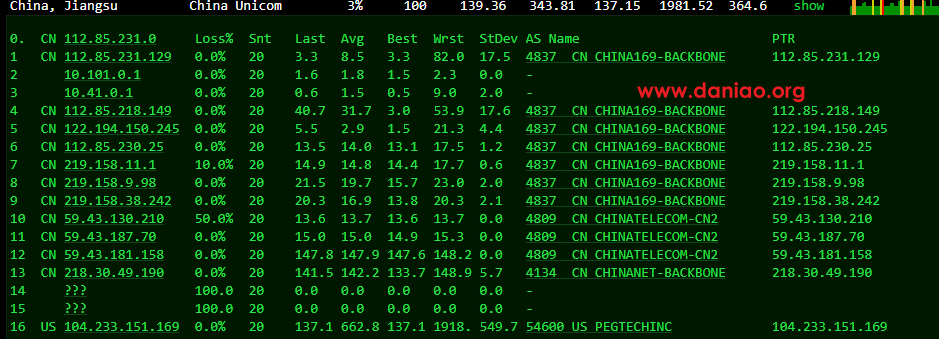 China, Jiangsu China Unicom 3% 100 139.36 343.81 137.15 1981.52 364.6 show
0. CN 112.85.231.0 Loss% Snt Last Avg Best Wrst StDev AS Name PTR
1 CN 112.85.231.129 0.0% 20 3.3 8.5 3.3 82.0 17.5 4837 CN CHINA169-BACKBONE 112.85.231.129
2 10.101.0.1 0.0% 20 1.6 1.8 1.5 2.3 0.0 -
3 10.41.0.1 0.0% 20 0.6 1.5 0.5 9.0 2.0 -
www.daniao.org
4 CN 112.85.218.149 0.0% 20 40.7 31.7 3.0 53.9 17.6 4837 CN CHINA169-BACKBONE 112.85.218.149
5 CN 122.194.150.245 0.0% 20 5.5 2.9 1.5 21.3 4.4 4837 CN CHINA169-BACKBONE 122.194.150.245
6 CN 112.85.230.25 0.0% 20 13.5 14.0 13.1 17.5 1.2 4837 CN CHINA169-BACKBONE 112.85.230.25
7 CN 219.158.11.1 10.0% 20 14.9 14.8 14.4 17.7 0.6 4837 CN CHINA169-BACKBONE 219.158.11.1
8 CN 219.158.9.98 0.0% 20 21.5 19.7 15.7 23.0 2.0 4837 CN CHINA169-BACKBONE 219.158.9.98
9 CN 219.158.38.242 0.0% 20 20.3 16.9 13.8 20.3 2.1 4837 CN CHINA169-BACKBONE 219.158.38.242
10 CN 59.43.130.210 50.0% 20 13.6 13.7 13.6 13.7 0.0 4809 CN CHINATELECOM-CN2 59.43.130.210
11 CN 59.43.187.70 0.0% 20 15.0 15.0 14.9 15.3 0.0 4809 CN CHINATELECOM-CN2 59.43.187.70
12 CN 59.43.181.158 0.0% 20 147.8 147.9 147.6 148.2 0.0 4809 CN CHINATELECOM-CN2 59.43.181.158
13 CN 218.30.49.190 0.0% 20 141.5 142.2 133.7 148.9 5.7 4134 CN CHINANET-BACKBONE 218.30.49.190
14 ??? 100.0 20 0.0 0.0 0.0 0.0 0.0 -
15 ??? 100.0 20 0.0 0.0 0.0 0.0 0.0 -
16 US 104.233.151.169 0.0% 20 137.1 662.8 137.1 1918. 549.7 54600 US PEGTECHINC 104.233.151.169